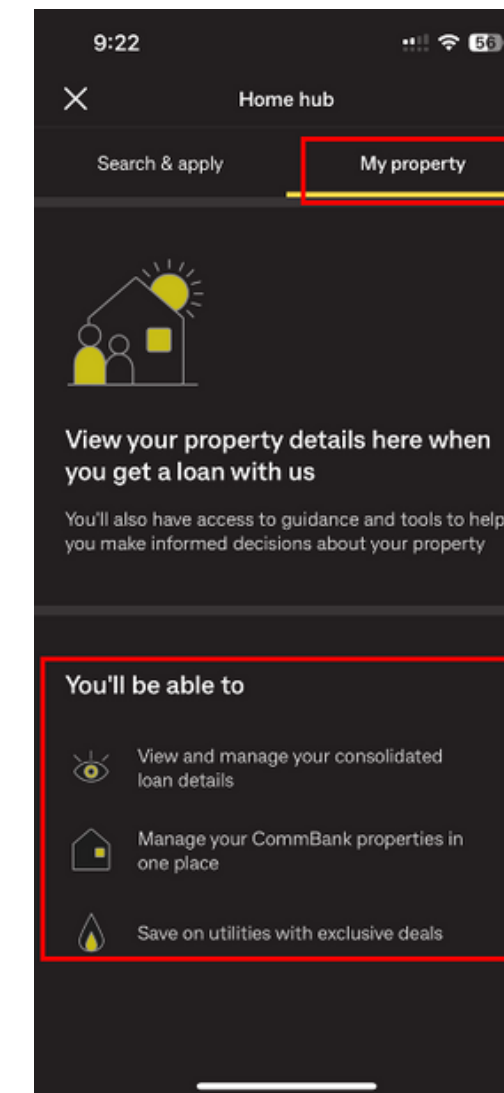 9:22
56
Home hub
Search & apply
My property
View your property details here when
you get a loan with us
You'll also have access to guidance and tools to help
you make informed decisions about your property
You'll be able to
View and manage your consolidated
loan details
Manage your CommBank properties in
one place
Save on utilities with exclusive deals